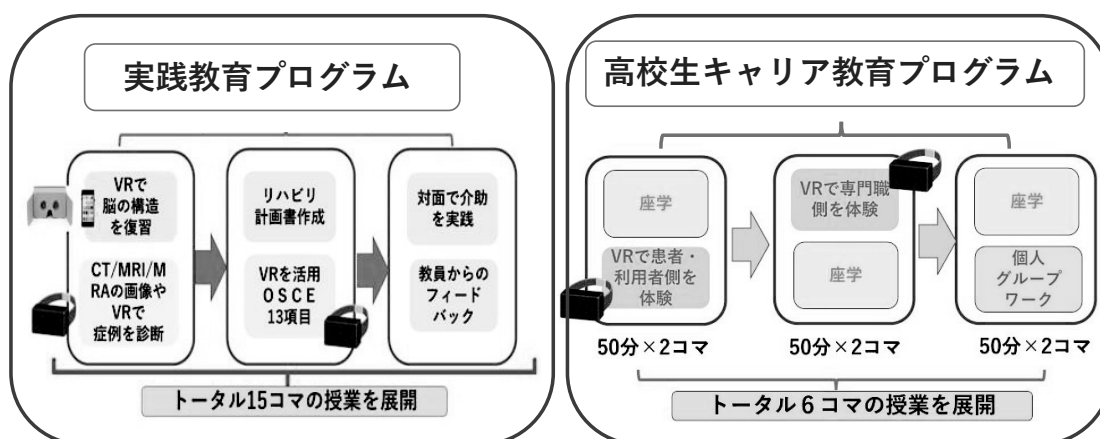 実践教育プログラム
VRで
脳の構造
を復習
CT/MRI/M
RAの画像や
VRで
症例を診断
リハビリ
計画書作成
VRを活用
OSCE
13項目
対面で介助
を実践
教員からの
フィード
バック
トータル15コマの授業を展開
高校生キャリア教育プログラム
座学
VRで患者・
利用者側を
体験
50分×2コマ
VRで専門職
側を体験
座学
50分×2コマ
座学
個人
グループ
ワーク
50分×2コマ
トータル6コマの授業を展開